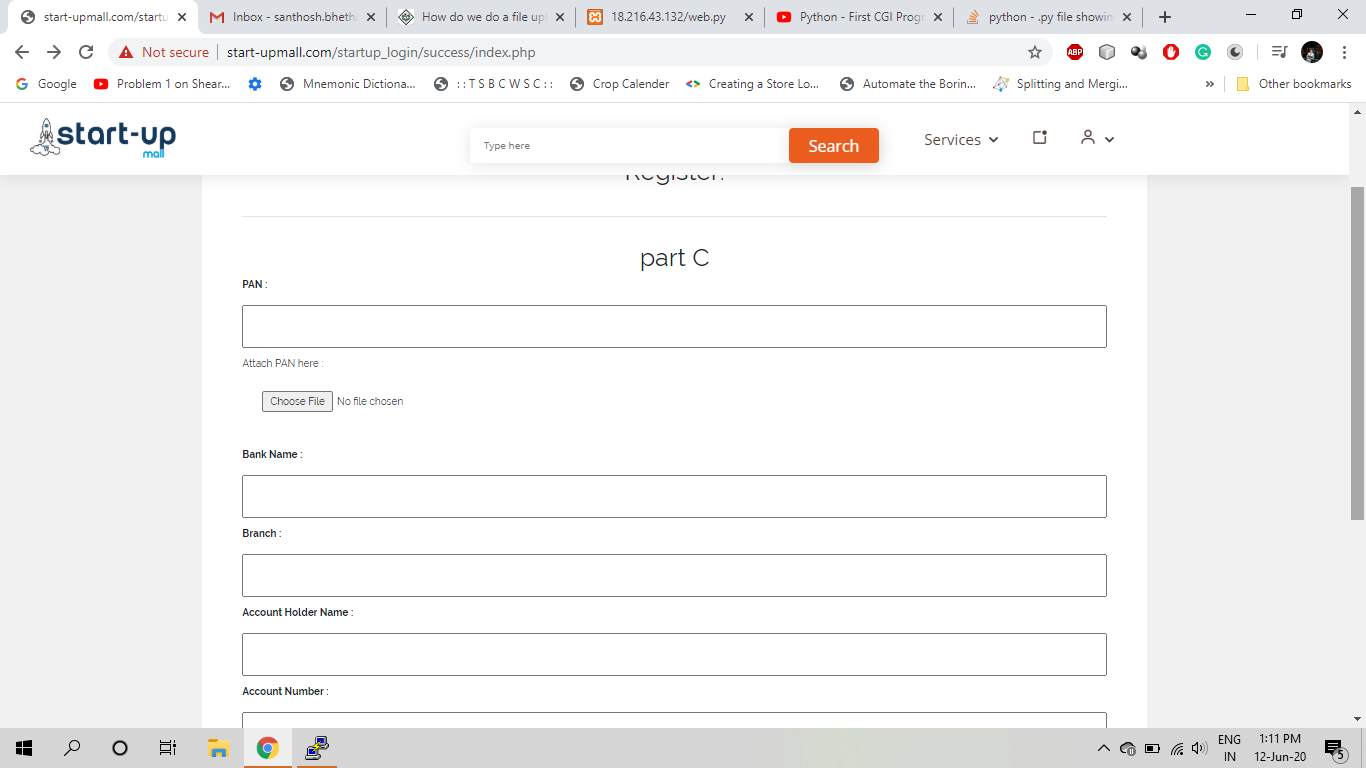 start-upmall.com/startu
Inbox - santhosh.bheth
How do we do a file up
18.216.43.132/web.py
Python - First CGI Prog
python - .py file showin
Not secure
start-upmall.com/startup_login/success/index.php
ABP
Google
Problem 1 on Shear...
Mnemonic Dictiona...
: : T S B C W S C : :
Crop Calender
Creating a Store Lo...
Automate the Borin...
Splitting and Mergi...
»
Other bookmarks
start-up
mall
Type here
Search
Services
Register.
part C
PAN :
Attach PAN here :
Choose File No file chosen
Bank Name :
Branch :
Account Holder Name :
Account Number :
ENG
IN
1:11 PM
12-Jun-20
5